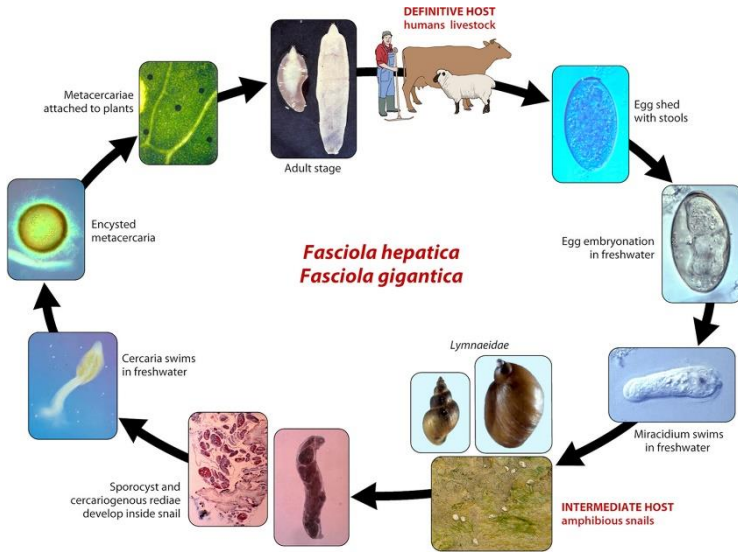 DEFINITIVE HOST
humans livestock
Metacercariae
attached to plants
Adult stage
Egg shed
with stools
Encysted
metacercaria
Egg embryonation
in freshwater
Fasciola hepatica
Fasciola gigantica
Cercaria swims
in freshwater
Lymnaeidae
Miracidium swims
in freshwater
Sporocyst and
cercariogenous rediae
develop inside snail
INTERMEDIATE HOST
amphibious snails